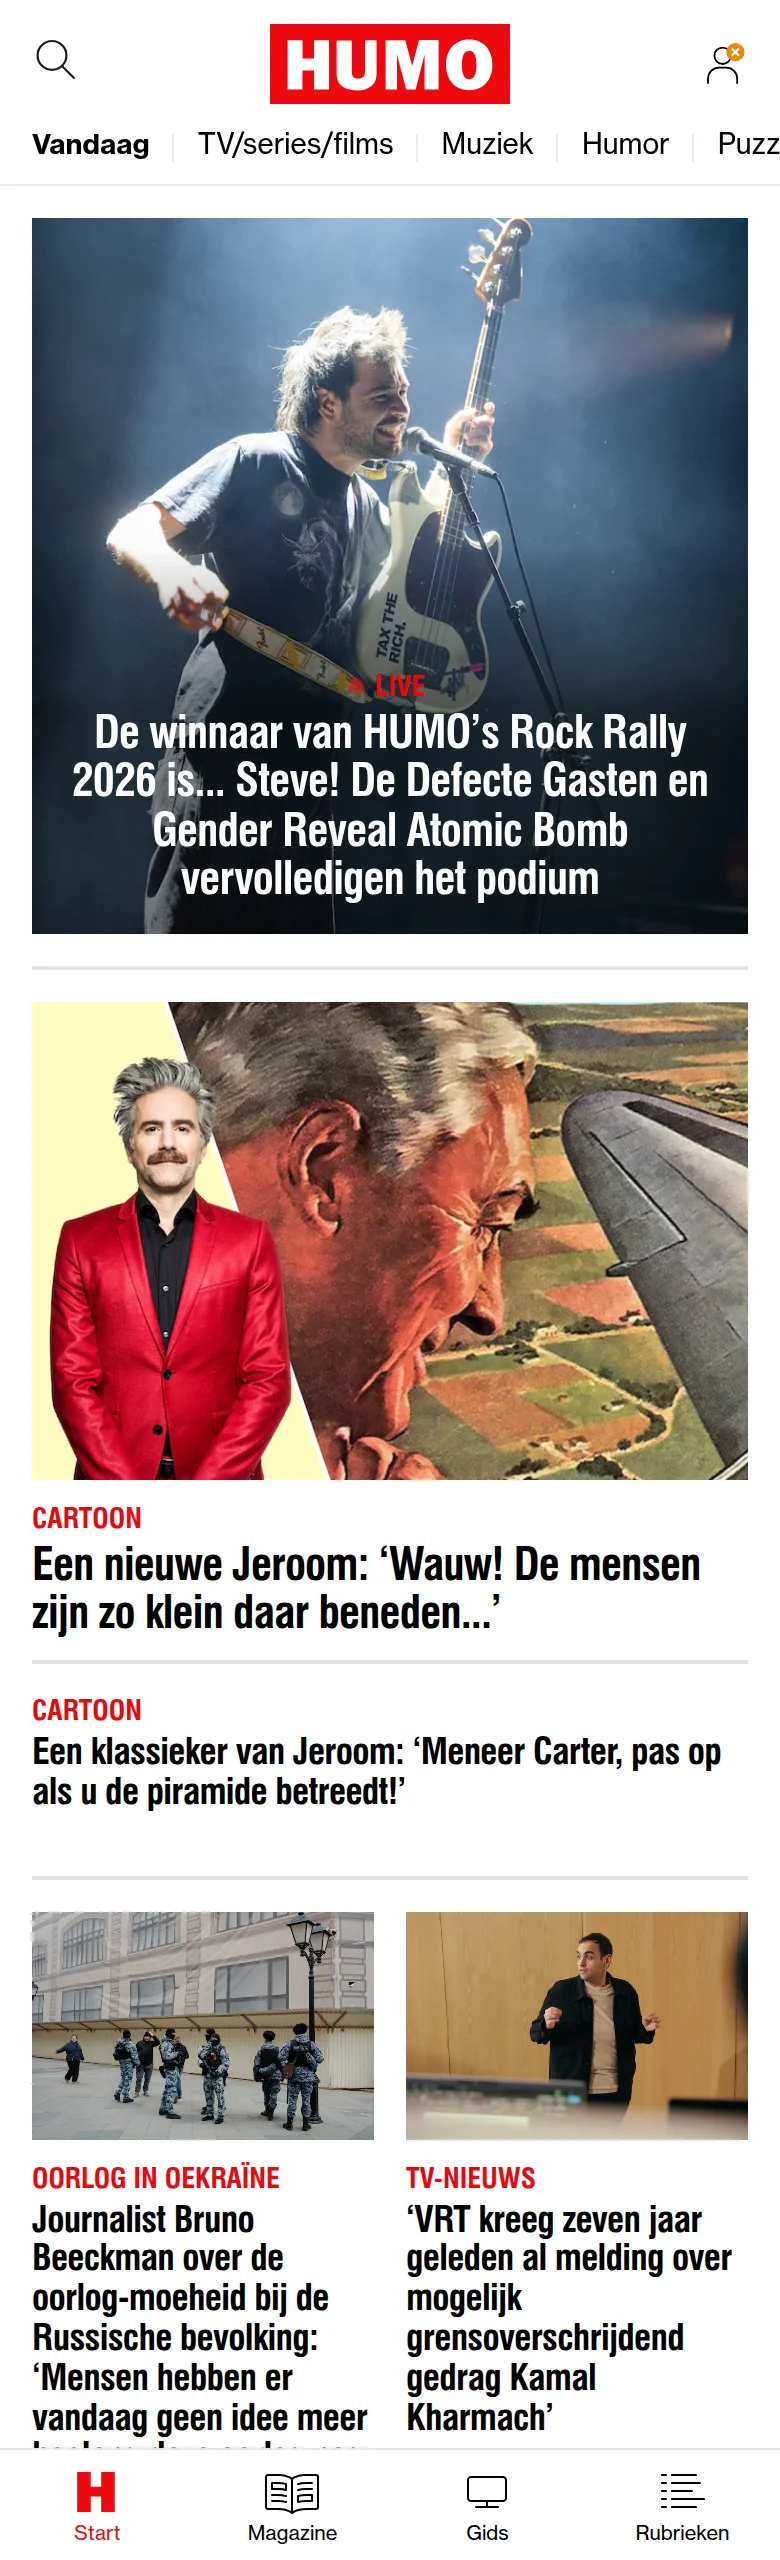 HUMO
Vandaag
TV/series/films
Muziek
Humor
Puzz
TAX THE
RICH.
LIVE
De winnaar van HUMO’s Rock Rally
2026 is... Steve! De Defecte Gasten en
Gender Reveal Atomic Bomb
vervolledigen het podium
CARTOON
Een nieuwe Jeroom: ‘Wauw! De mensen
zijn zo klein daar beneden...’
CARTOON
Een klassieker van Jeroom: ‘Meneer Carter, pas op
als u de piramide betreedt!’
OORLOG IN OEKRAÏNE
Journalist Bruno
Beeckman over de
oorlog-moeheid bij de
Russische bevolking:
‘Mensen hebben er
vandaag geen idee meer
TV-NIEUWS
‘VRT kreeg zeven jaar
geleden al melding over
mogelijk
grensoverschrijdend
gedrag Kamal
Kharmach’
H
Start
Magazine
Gids
Rubrieken